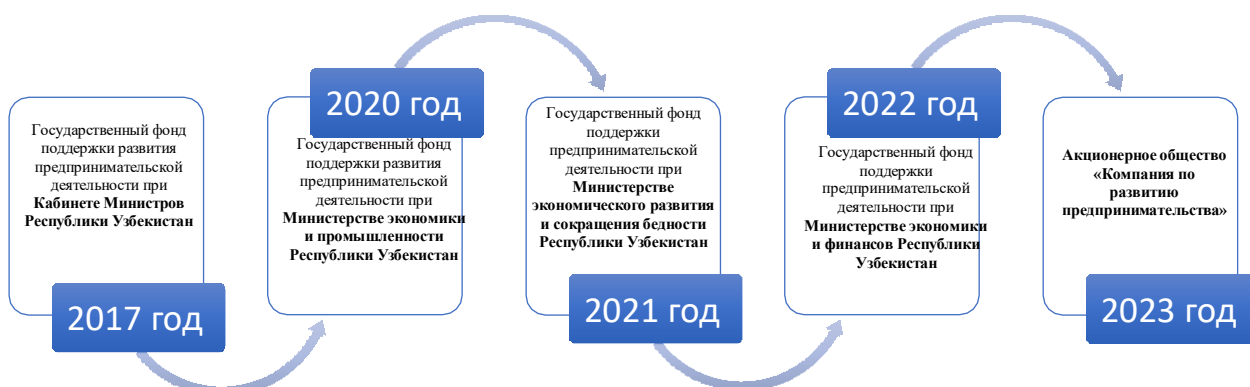 Государственный фонд
поддержки развития
предпринимательской
деятельности при
Кабинете Министров
Республики Узбекистан
2017 год
2020 год
Государственный фонд
поддержки развития
предпринимательской
деятельности при
Министерстве экономики
и промышленности
Республики Узбекистан
Государственный фонд
поддержки
предпринимательской
деятельности при
Министерстве
экономического развития
и сокращения бедности
Республики Узбекистан
2021 год
2022 год
Государственный фонд
поддержки
предпринимательской
деятельности при
Министерстве экономики
и финансов Республики
Узбекистан
Акционерное общество
«Компания по
развитию
предпринимательства»
2023 год